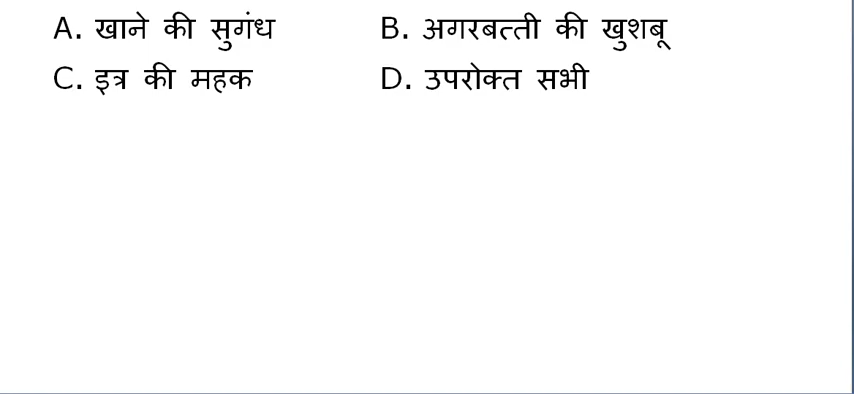 A. खाने की सुगंध B. अगरबत्ती की खुशबू
C. इत्र की महक D. उपरोक्त सभी